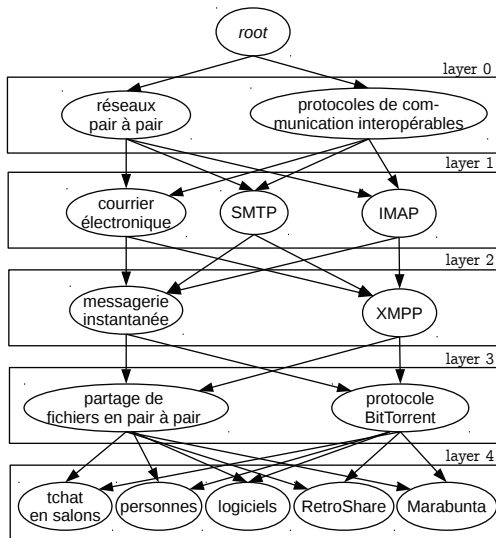 root
layer 0
réseaux
pair à pair
protocoles de com-
munication interopérables
layer 1
courrier
électronique
SMTP
IMAP
layer 2
messagerie
instantanée
XMPP
layer 3
partage de
fichiers en pair à pair
protocole
BitTorrent
layer 4
tchat
en salons
personnes
logiciels
RetroShare
Marabunta